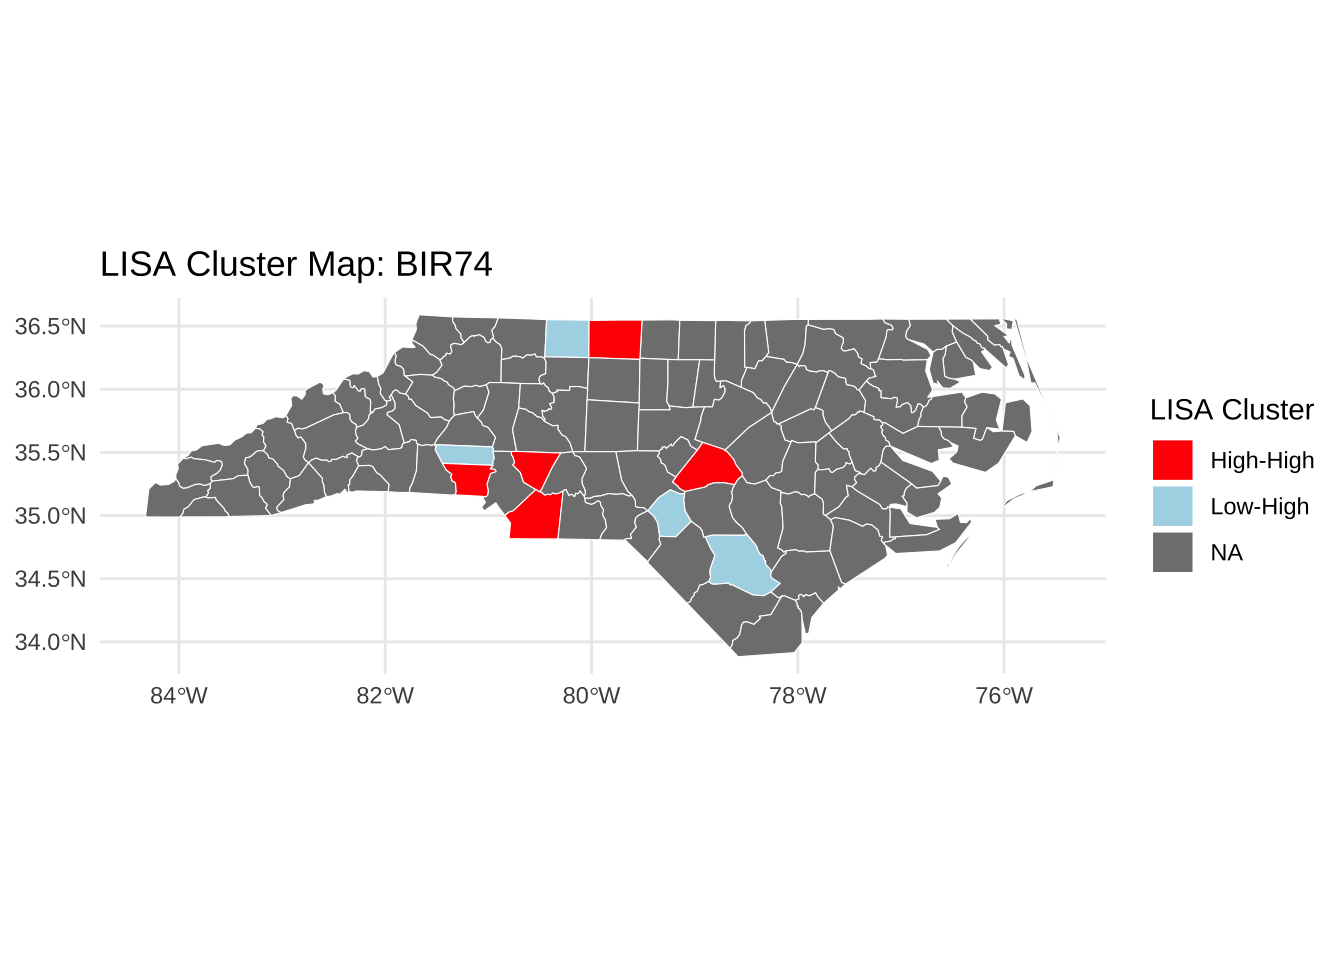 LISA Cluster Map: BIR74
36.5°N
36.0°N
35.5°N
35.0°N
34.5°N
34.0°N
84°W 82°W 80°W 78°W 76°W
LISA Cluster
High-High
Low-High
NA